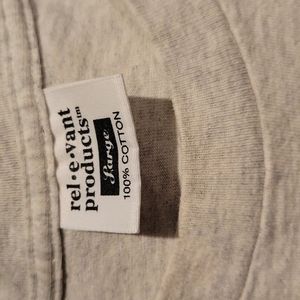 rel•e•vant
products™
Large
100% COTTON